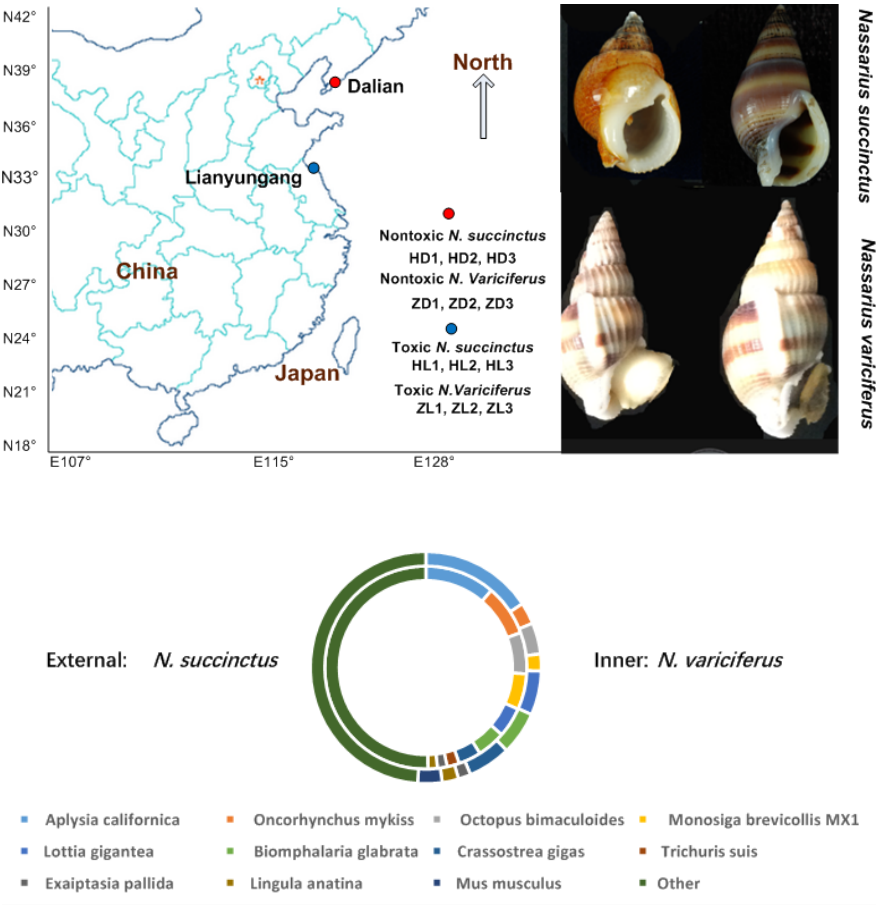 N42°
N39°
N36°
N33°
N30°
N27°
N24°
N21°
N18°
E107°
E115°
E128°
North
Dalian
Lianyungang
China
Japan
Nontoxic N. succinctus
HD1, HD2, HD3
Nontoxic N. Variciferus
ZD1, ZD2, ZD3
Toxic N. succinctus
HL1, HL2, HL3
Toxic N.Variciferus
ZL1, ZL2, ZL3
Nassarius succinctus
Nassarius variciferus
External: N. succinctus
Inner: N. variciferus
Aplysia californica
Oncorhynchus mykiss
Octopus bimaculoides
Monosiga brevicollis MX1
Lottia gigantea
Biomphalaria glabrata
Crassostrea gigas
Trichuris suis
Exaiptasia pallida
Lingula anatina
Mus musculus
Other